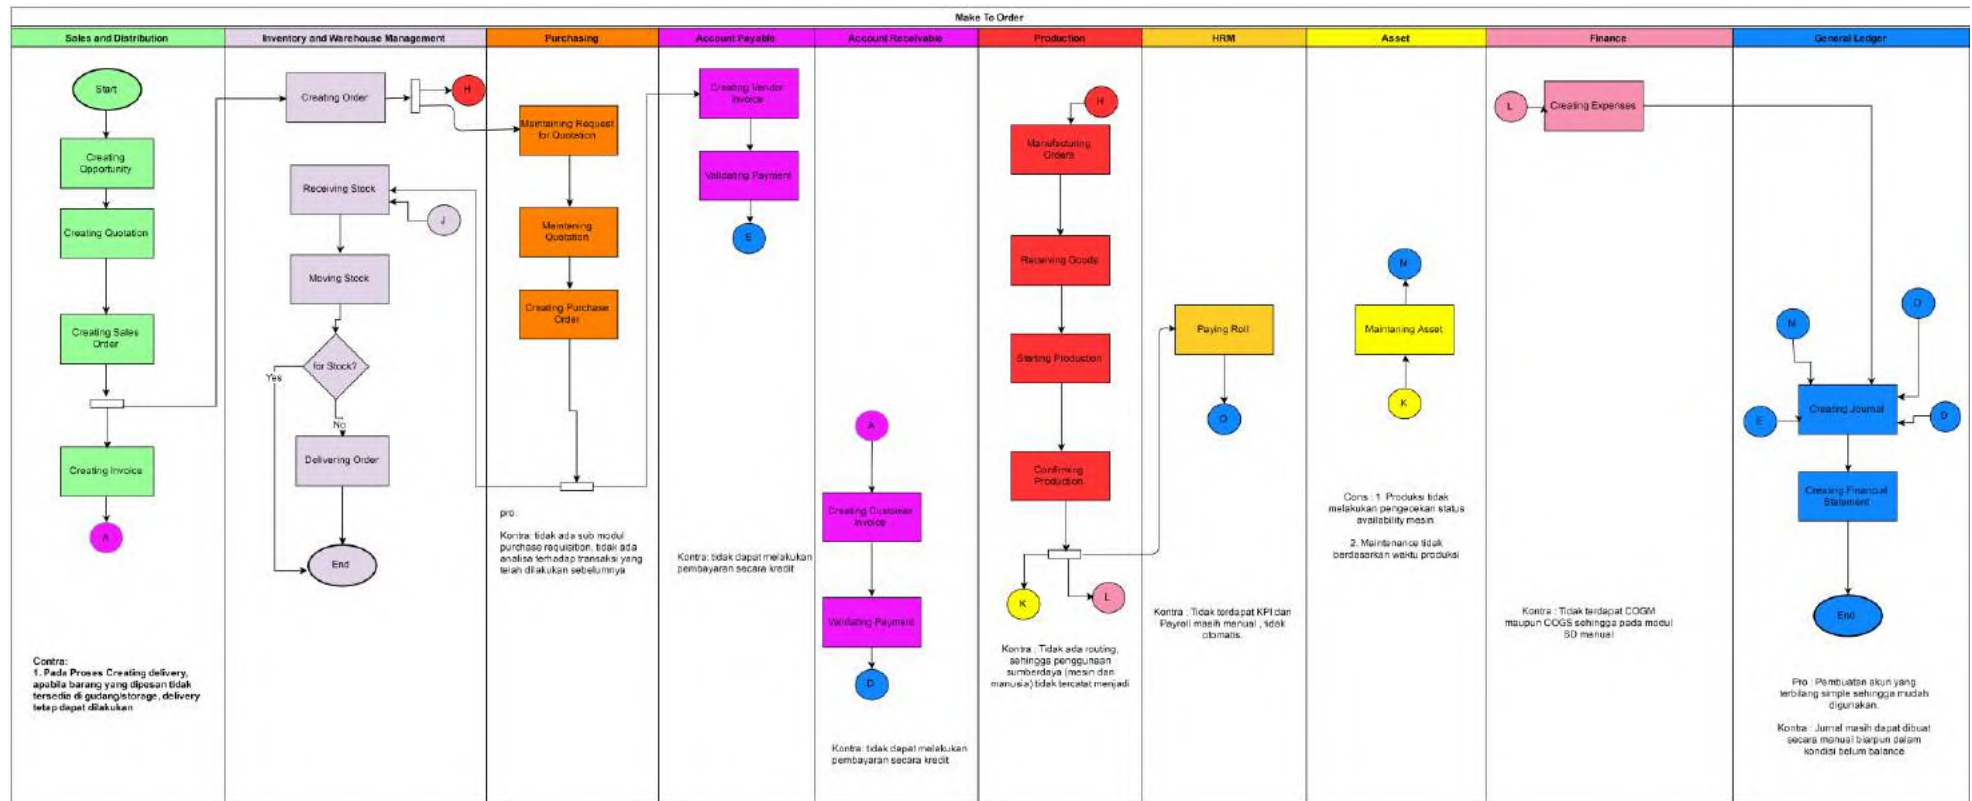 Make To Order
Sales and Distribution
Inventory and Warehouse Management
Purchasing
Account Payable
Account Receivable
Production
HRM
Asset
Finance
General Ledger
Start
Creating
Opportunity
Creating Quotation
Creating Sales
Order
Creating Invoice
A
Contra:
1. Pada Proses Creating delivery,
apabila barang yang dipesan tidak
tersedia di gudang/storage, delivery
tetap dapat dilakukan
Creating Order
H
Receiving Stock
J
Moving Stock
for Stock?
Yes
No
Delivering Order
End
Maintaining Request
for Quotation
Maintaning
Quotation
Creating Purchase
Order
pro:
Kontra: tidak ada sub modul
purchase requisition, tidak ada
analisa terhadap transaksi yang
telah dilakukan sebelumnya
Creating Vendor
Invoice
Validating Payment
E
Kontra: tidak dapat melakukan
pembayaran secara kredit
A
Creating Customer
Invoice
Validating Payment
D
Kontra: tidak dapat melakukan
pembayaran secara kredit
H
Manufacturing
Orders
Receiving Goods
Starting Production
Confirming
Production
K
L
Kontra : Tidak ada routing,
sehingga penggunaan
sumberdaya (mesin dan
manusia) tidak tercatat menjadi
Paying Roll
O
Kontra : Tidak terdapat KPI dan
Payroll masih manual , tidak
otomatis.
M
Maintaning Asset
K
Cons : 1. Produksi tidak
melakukan pengecekan status
availability mesin
2. Maintenance tidak
berdasarkan waktu produksi
L
Creating Expenses
Kontra : Tidak terdapat COGM
maupun COGS sehingga pada modul
SD manual
M
O
E
Creating Journal
D
Creating Financial
Statement
End
Pro : Pembuatan akun yang
terbilang simple sehingga mudah
digunakan.
Kontra : Jurnal masih dapat dibuat
secara manual biarpun dalam
kondisi belum balance